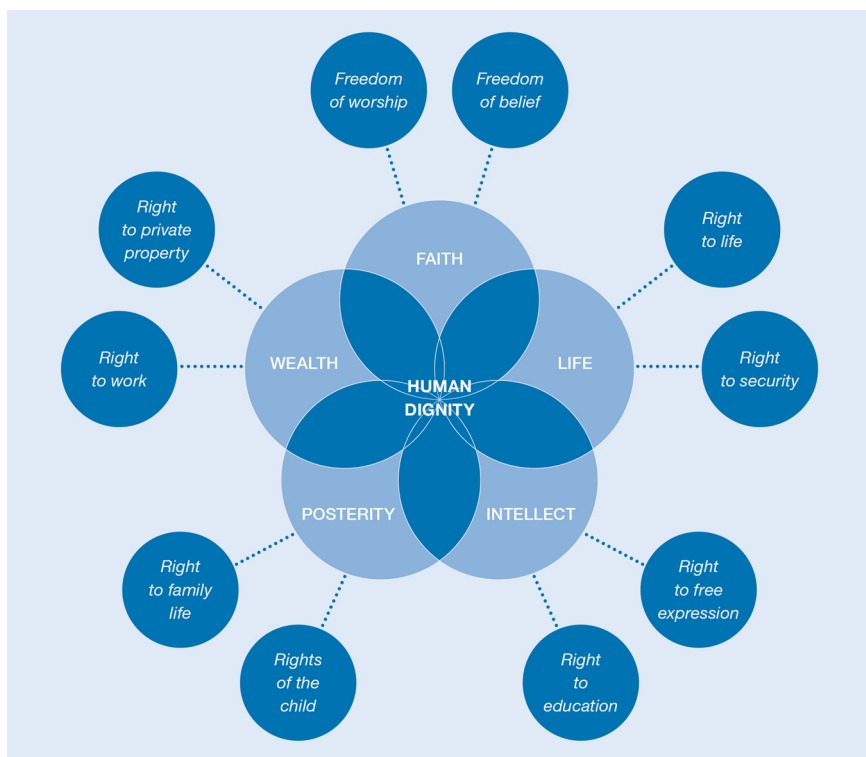 Freedom
of worship
Freedom
of belief
Right
to private
property
Right
to life
FAITH
Right
to work
WEALTH
LIFE
Right
to security
HUMAN
DIGNITY
POSTERITY
INTELLECT
Right
to family
life
Right
to free
expression
Rights
of the
child
Right
to
education